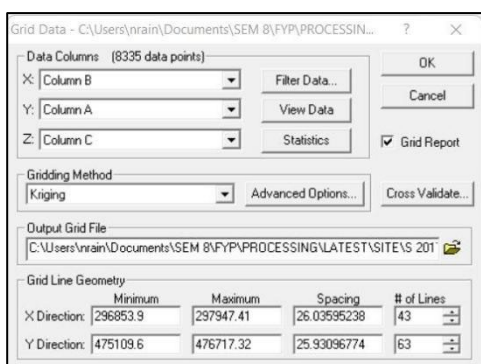 Grid Data - C:\Users\nrain\Documents\SEM 8\FYP\PROCESSIN... ? ×
Data Columns (8335 data points)
X: Column B Filter Data... OK
Y: Column A View Data Cancel
Z: Column C Statistics Grid Report
Gridding Method
Kriging Advanced Options... Cross Validate...
Output Grid File
C:\Users\nrain\Documents\SEM 8\FYP\PROCESSING\LATEST\SITE\S 201
Grid Line Geometry
Minimum Maximum Spacing # of Lines
X Direction: 296853.9 297947.41 26.03595238 43
Y Direction: 475109.6 476717.32 25.93096774 63